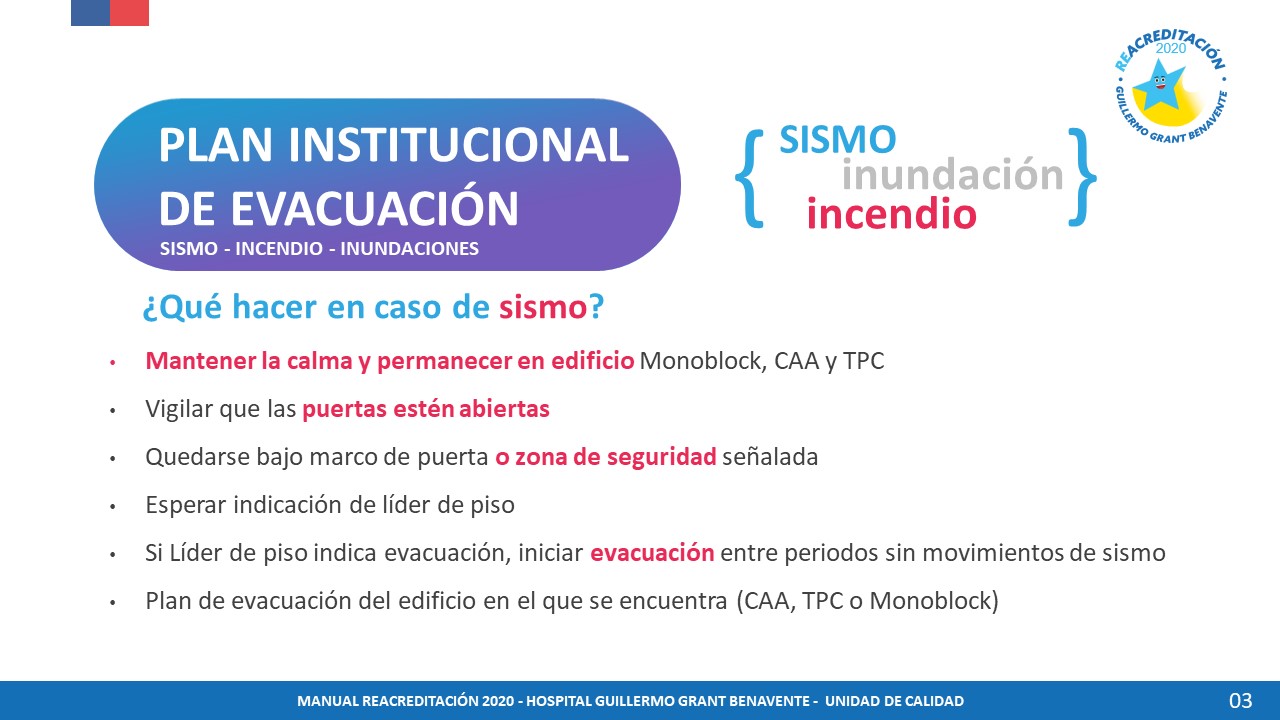 REACREDITACIÓN
2020
GUILLERMO GRANT BENAVENTE
PLAN INSTITUCIONAL
DE EVACUACIÓN
SISMO - INCENDIO - INUNDACIONES
{ SISMO
inundación }
incendio
¿Qué hacer en caso de sismo?
• Mantener la calma y permanecer en edificio Monoblock, CAA y TPC
• Vigilar que las puertas estén abiertas
• Quedarse bajo marco de puerta o zona de seguridad señalada
• Esperar indicación de líder de piso
• Si Líder de piso indica evacuación, iniciar evacuación entre periodos sin movimientos de sismo
• Plan de evacuación del edificio en el que se encuentra (CAA, TPC o Monoblock)
MANUAL REACREDITACIÓN 2020 - HOSPITAL GUILLERMO GRANT BENAVENTE - UNIDAD DE CALIDAD
03